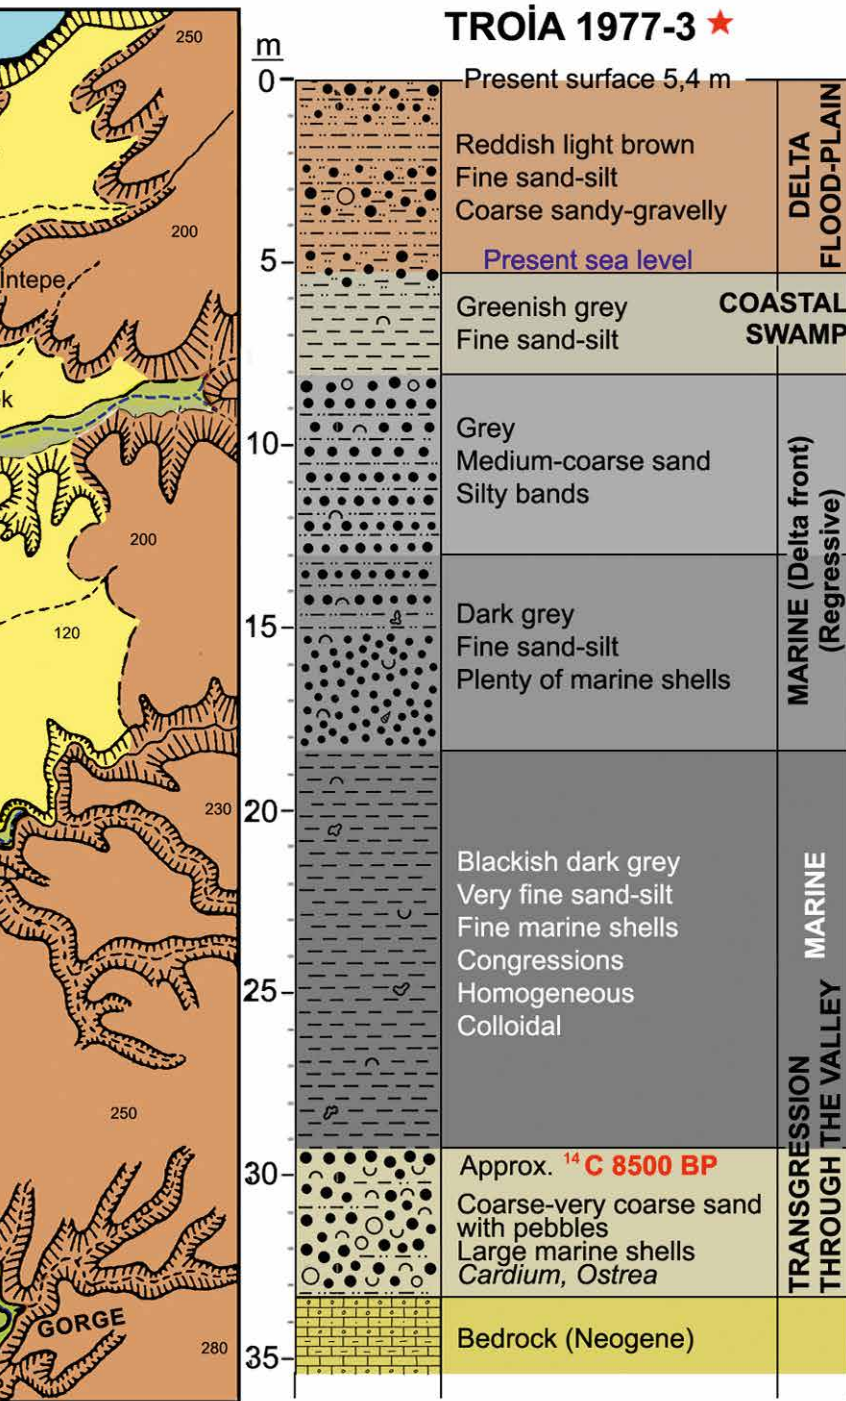 250
200
Intepe
k
200
120
230
250
GORGE
280
TROİA 1977-3
m
0
5
10
15
20
25
30
35
Present surface 5,4 m
Reddish light brown
Fine sand-silt
Coarse sandy-gravelly
Present sea level
DELTA
FLOOD-PLAIN
Greenish grey
Fine sand-silt
COASTAL
SWAMP
Grey
Medium-coarse sand
Silty bands
Dark grey
Fine sand-silt
Plenty of marine shells
MARINE (Delta front)
(Regressive)
Blackish dark grey
Very fine sand-silt
Fine marine shells
Congressions
Homogeneous
Colloidal
MARINE
TRANSGRESSION
THROUGH THE VALLEY
Approx. ¹⁴C 8500 BP
Coarse-very coarse sand
with pebbles
Large marine shells
Cardium, Ostrea
Bedrock (Neogene)